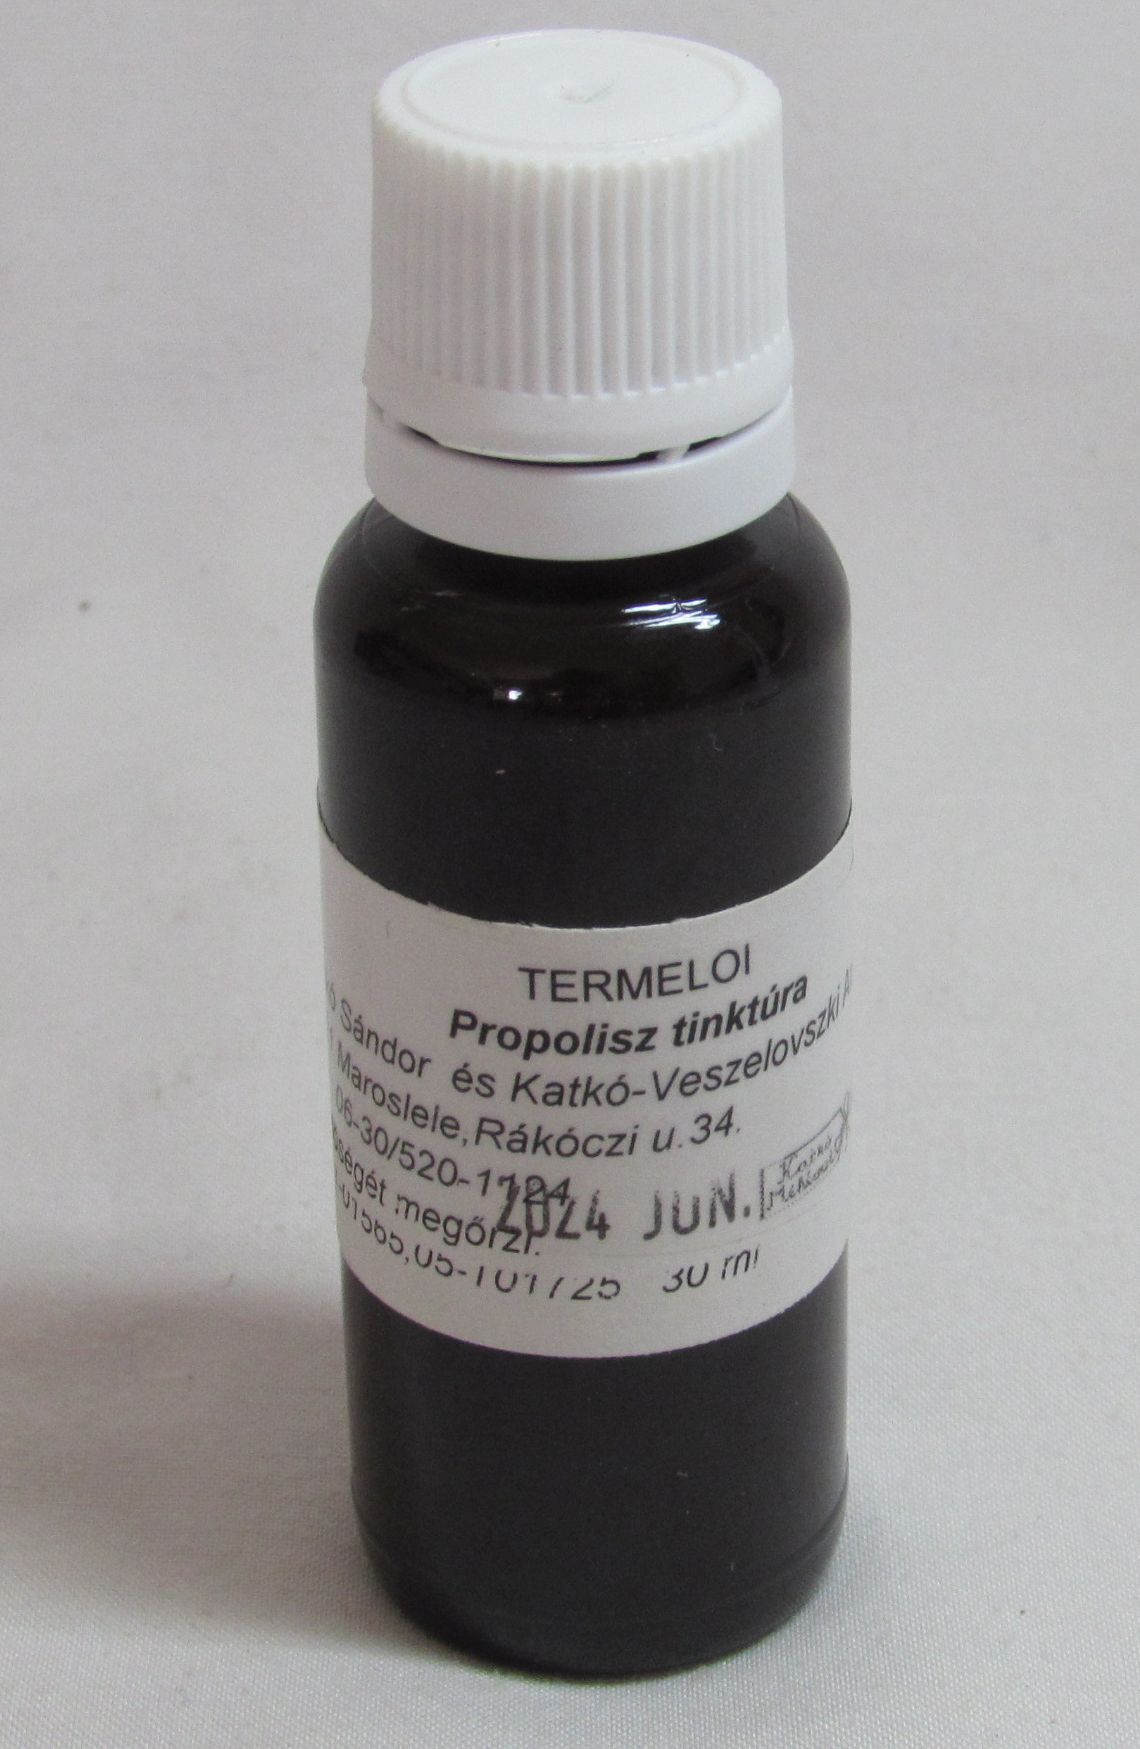 TERMELOI
Propolisz tinktúra
Sándor és Katkó-Veszelovszki
Maroslele,Rákóczi u.34.
06-30/520-1124
megőrzi.
2024 JUN.
30 ml